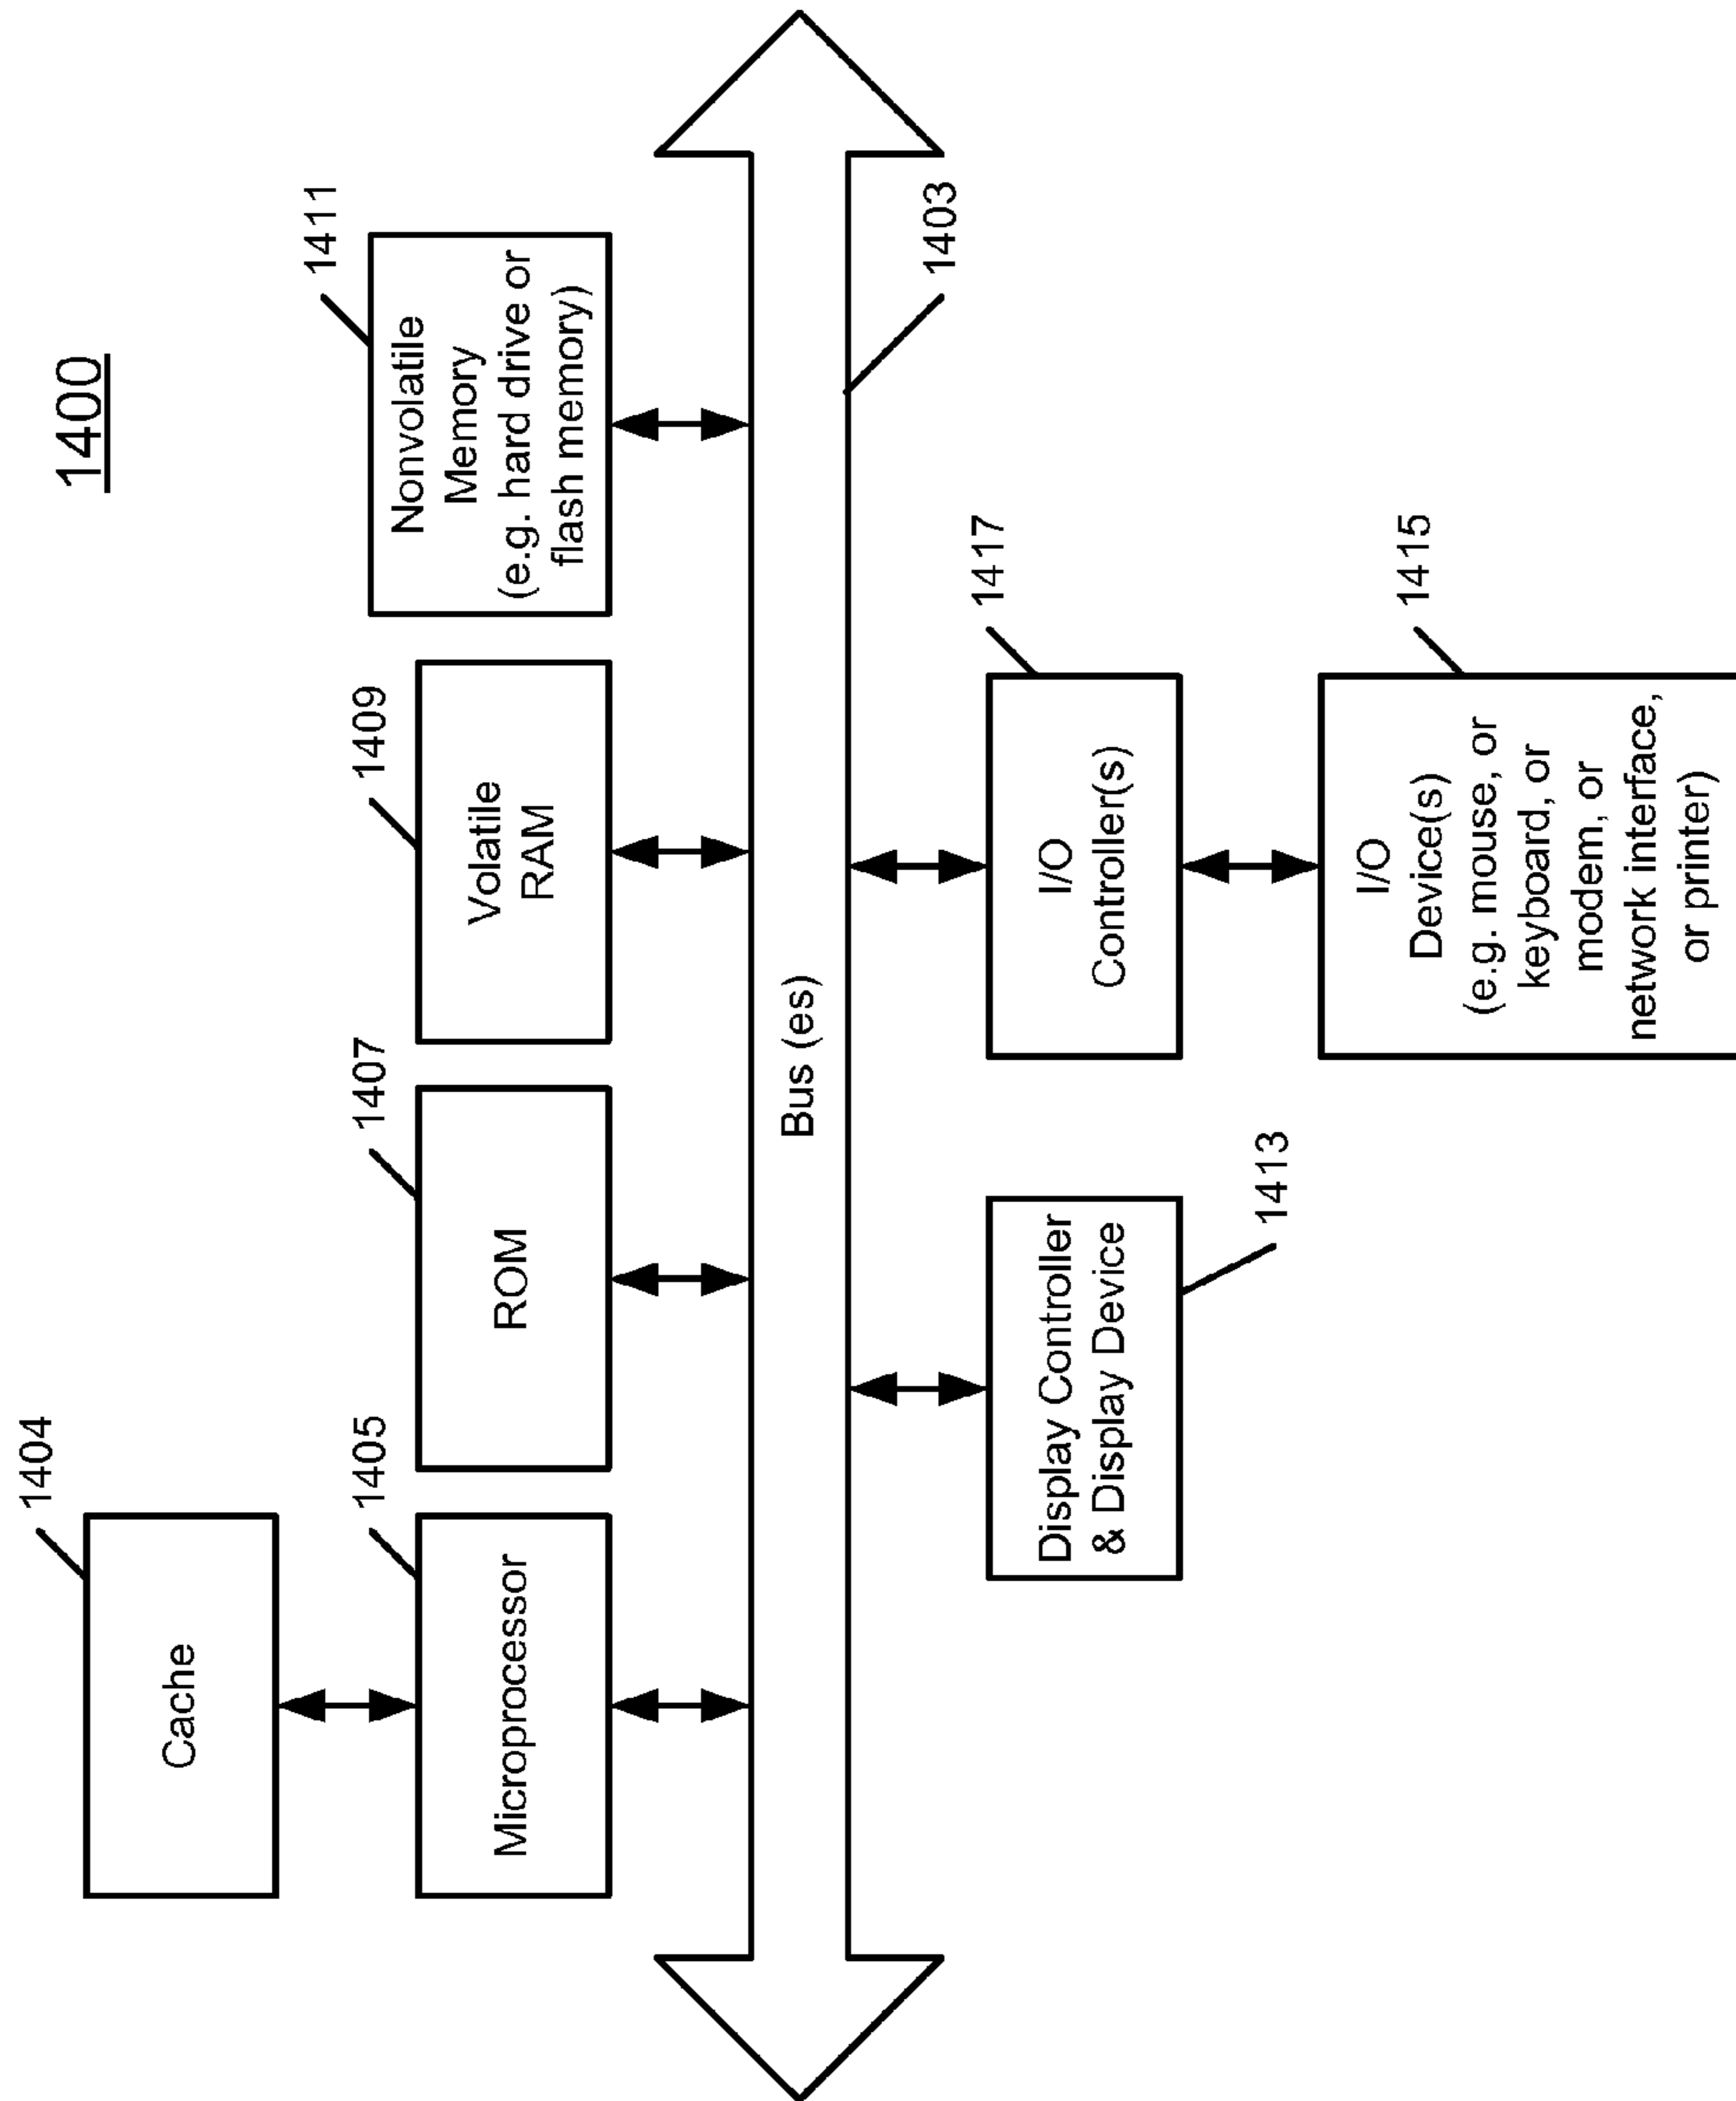 1400
1404
Cache
1405
Microprocessor
1407
ROM
1409
Volatile
RAM
1411
Nonvolatile
Memory
(e.g. hard drive or
flash memory)
Bus (es)
1403
Display Controller
& Display Device
1413
1417
I/O
Controller(s)
1415
I/O
Device(s)
(e.g. mouse, or
keyboard, or
modem, or
network interface,
or printer)